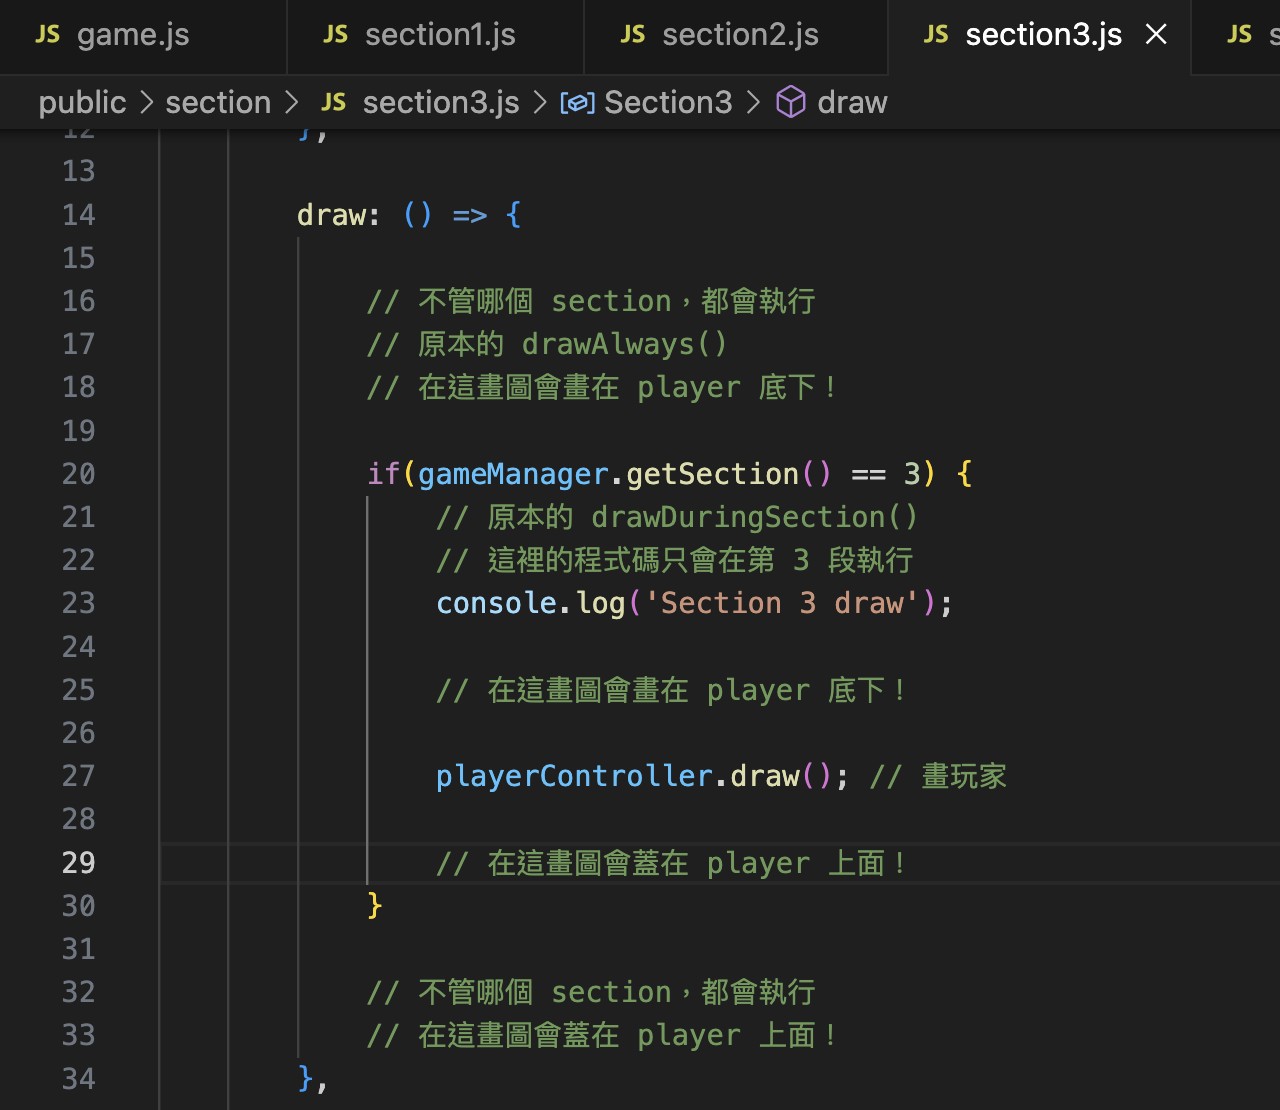 JS game.js JS section1.js JS section2.js JS section3.js × JS s
public > section > JS section3.js > Section3 > draw
12 },
13
14 draw: () => {
15
16 // 不管哪個 section，都會執行
17 // 原本的 drawAlways()
18 // 在這畫圖會畫在 player 底下！
19
20 if(gameManager.getSection() == 3) {
21 // 原本的 drawDuringSection()
22 // 這裡的程式碼只會在第 3 段執行
23 console.log('Section 3 draw');
24
25 // 在這畫圖會畫在 player 底下！
26
27 playerController.draw(); // 畫玩家
28
29 // 在這畫圖會蓋在 player 上面！
30 }
31
32 // 不管哪個 section，都會執行
33 // 在這畫圖會蓋在 player 上面！
34 },